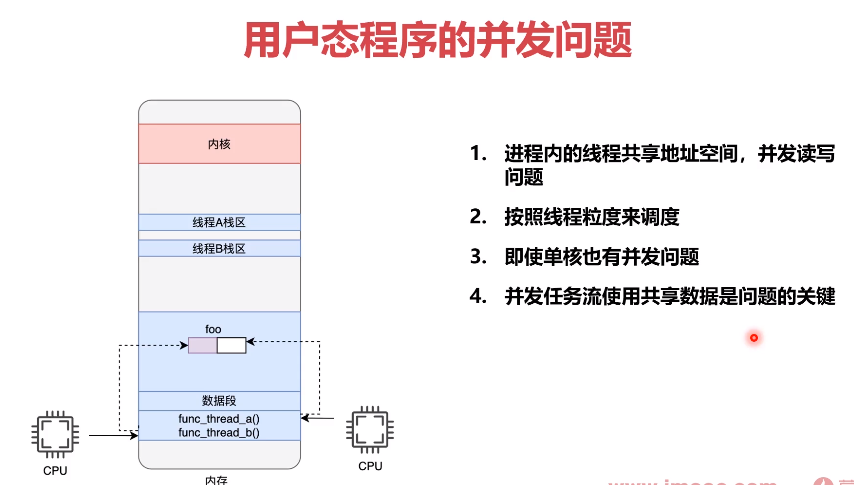 用户态程序的并发问题
内核
线程A栈区
线程B栈区
foo
数据段
func_thread_a()
func_thread_b()
CPU
CPU
内存
1. 进程内的线程共享地址空间，并发读写
问题
2. 按照线程粒度来调度
3. 即使单核也有并发问题
4. 并发任务流使用共享数据是问题的关键